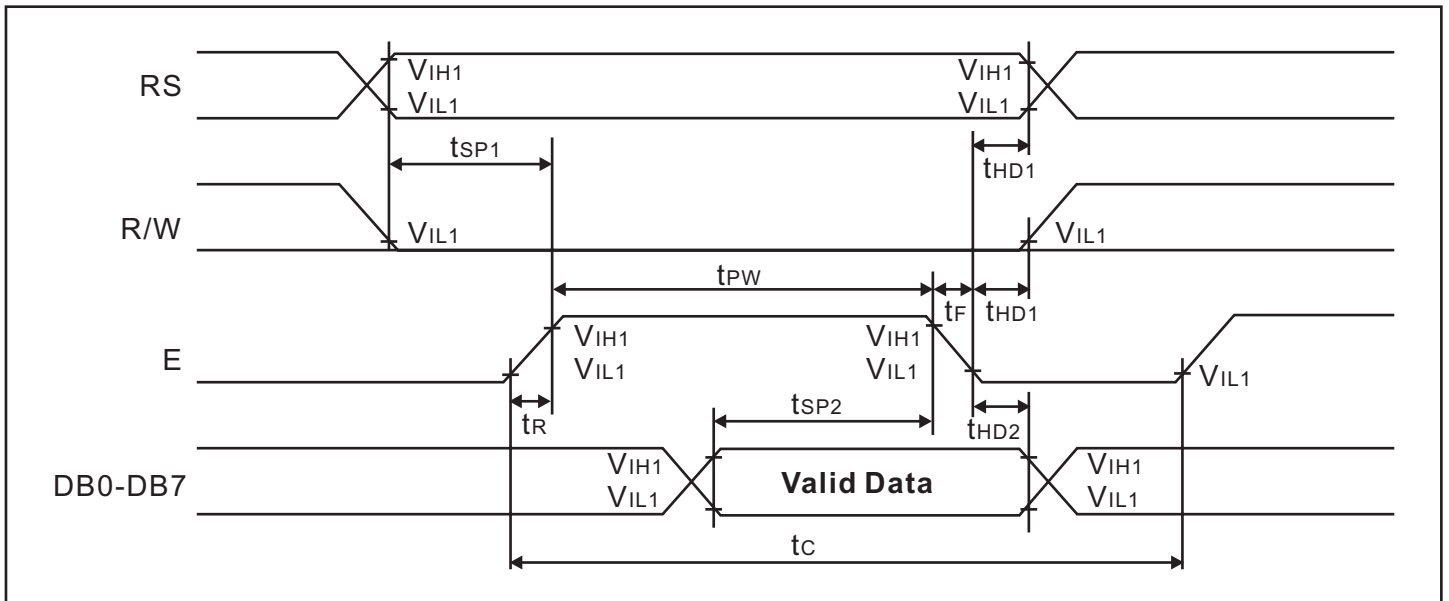 RS
VIH1
VIL1
VIH1
VIL1
tSP1
tHD1
R/W
VIL1
VIL1
tPW
tF
tHD1
E
VIH1
VIL1
VIH1
VIL1
VIL1
tR
tSP2
tHD2
DB0-DB7
VIH1
VIL1
Valid Data
VIH1
VIL1
tC